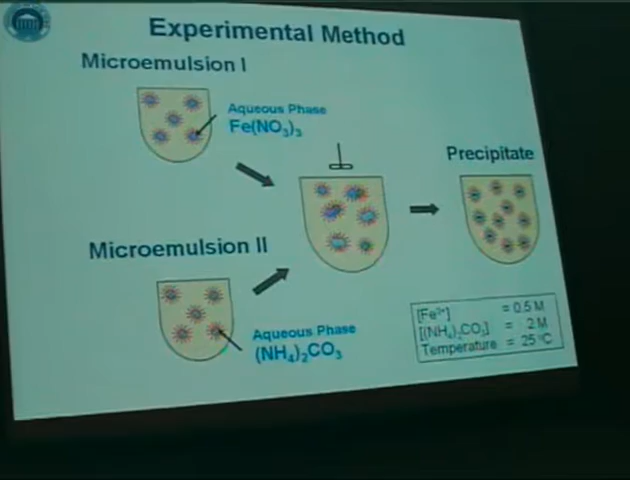 Experimental Method
Microemulsion I
Aqueous Phase
Fe(NO₃)₃
Precipitate
Microemulsion II
Aqueous Phase
(NH₄)₂CO₃
[Fe³⁺] = 0.5 M
[(NH₄)₂CO₃] = 2 M
Temperature = 25 °C